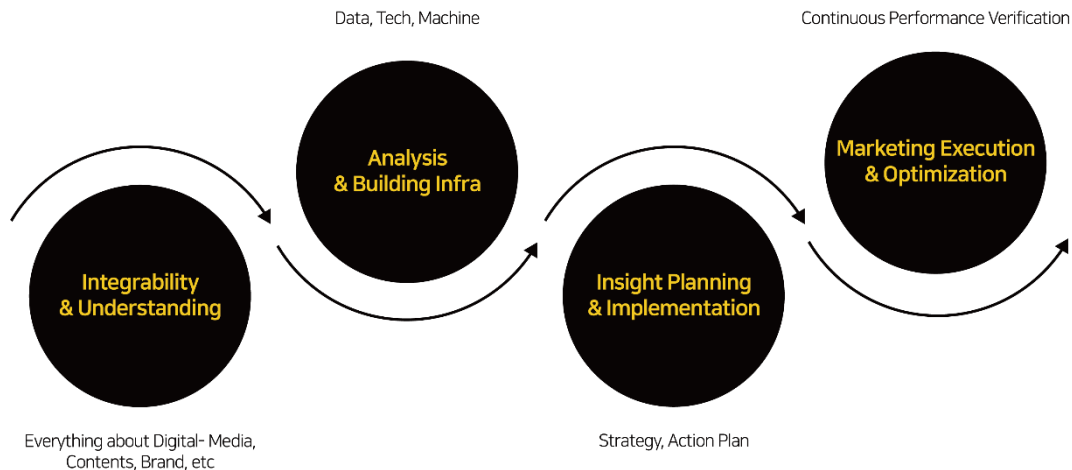 Data, Tech, Machine
Continuous Performance Verification
Analysis
& Building Infra
Marketing Execution
& Optimization
Integrability
& Understanding
Insight Planning
& Implementation
Everything about Digital- Media,
Contents, Brand, etc
Strategy, Action Plan